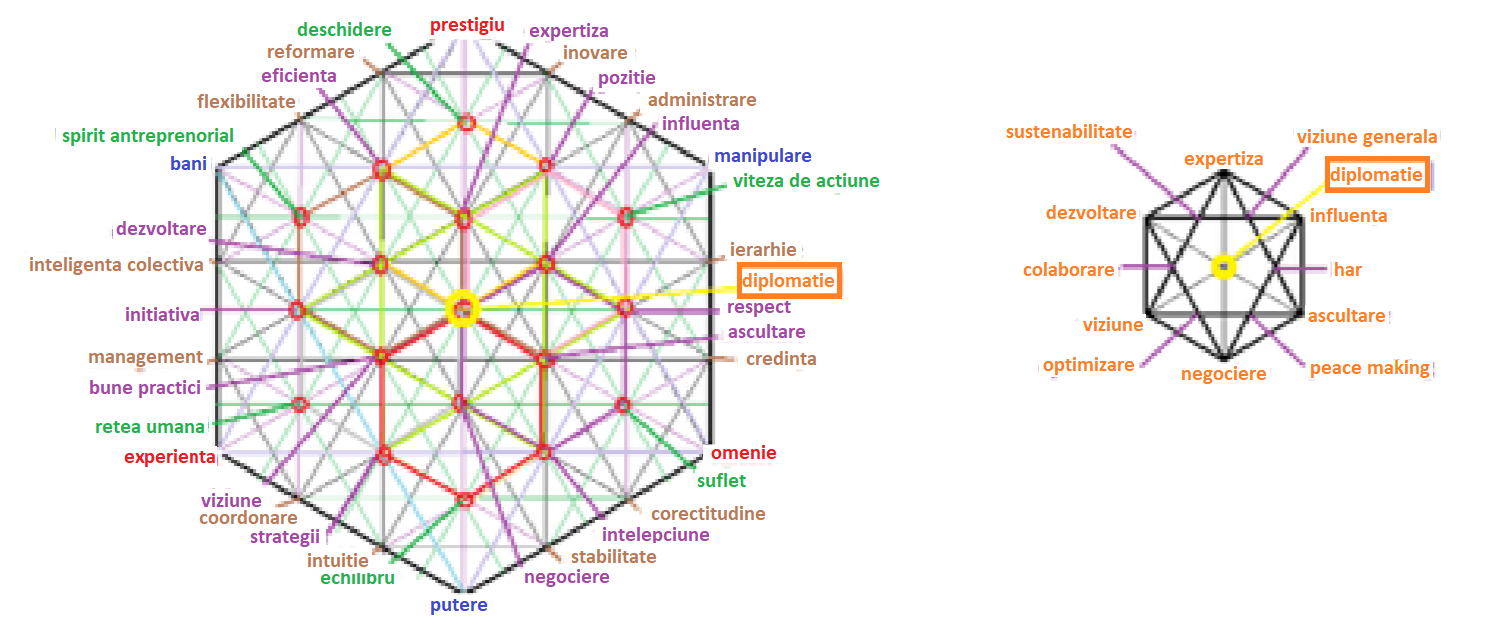 deschidere
prestigiu
expertiza
reformare
inovare
eficienta
pozitie
flexibilitate
administrare
influenta
spirit antreprenorial
bani
manipulare
viteza de actiune
dezvoltare
ierarhie
inteligenta colectiva
diplomatie
initiativa
respect
ascultare
management
credinta
bune practici
retea umana
experienta
omenie
suflet
viziune
coordonare
corectitudine
strategii
intelepciune
intuitie
stabilitate
echilibru
negociere
putere
sustenabilitate
viziune generala
expertiza
diplomatie
dezvoltare
influenta
colaborare
har
viziune
ascultare
optimizare
negociere
peace making